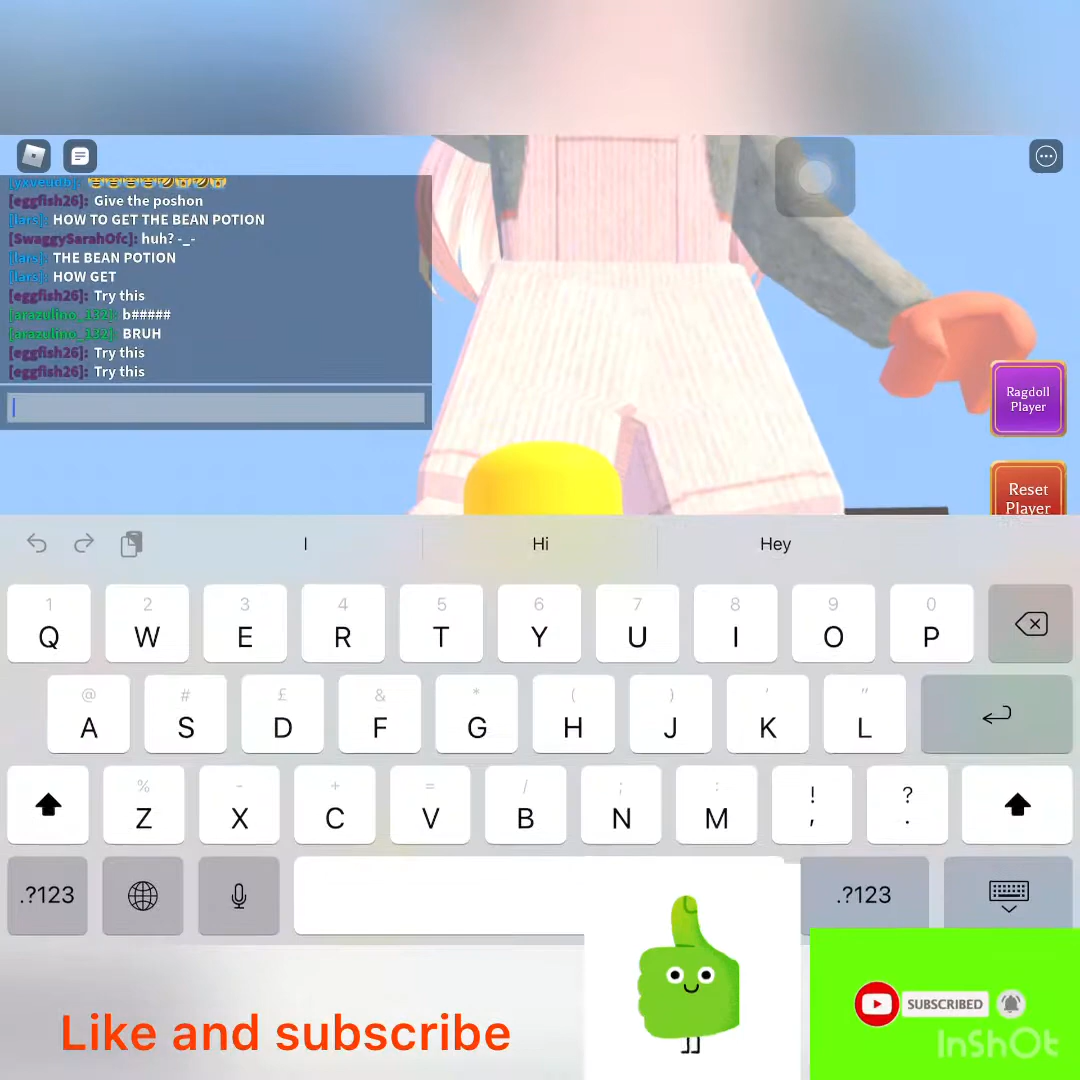 [eggfish26]: Give the poshon
[lars]: HOW TO GET THE BEAN POTION
[SwaggySarahOfc]: huh? -_-
[lars]: THE BEAN POTION
[lars]: HOW GET
[eggfish26]: Try this
[arazulino_132]: b#####
[arazulino_132]: BRUH
[eggfish26]: Try this
[eggfish26]: Try this
Ragdoll
Player
Reset
Player
I Hi Hey
1 2 3 4 5 6 7 8 9 0
Q W E R T Y U I O P
@ # £ & * ( ) ' "
A S D F G H J K L
% - + = / ; : ! ?
Z X C V B N M , .
.?123 .?123
SUBSCRIBED
Like and subscribe
InShOt